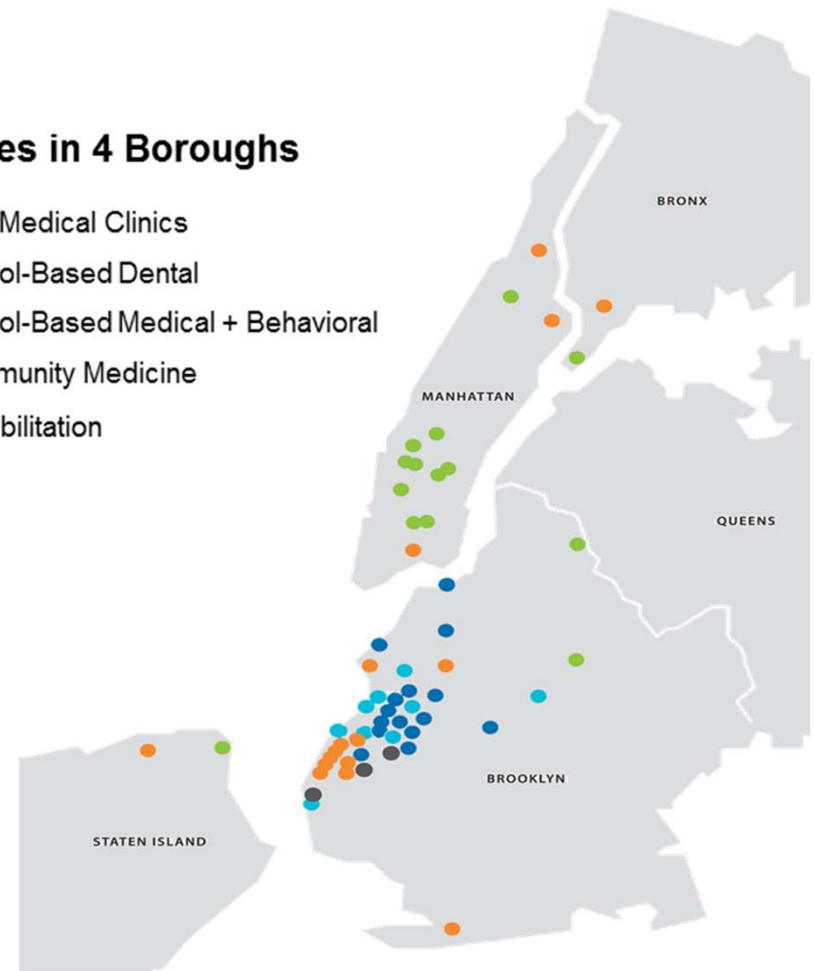 es in 4 Boroughs
Medical Clinics
ol-Based Dental
ol-Based Medical + Behavioral
munity Medicine
bilitation
BRONX
MANHATTAN
QUEENS
BROOKLYN
STATEN ISLAND